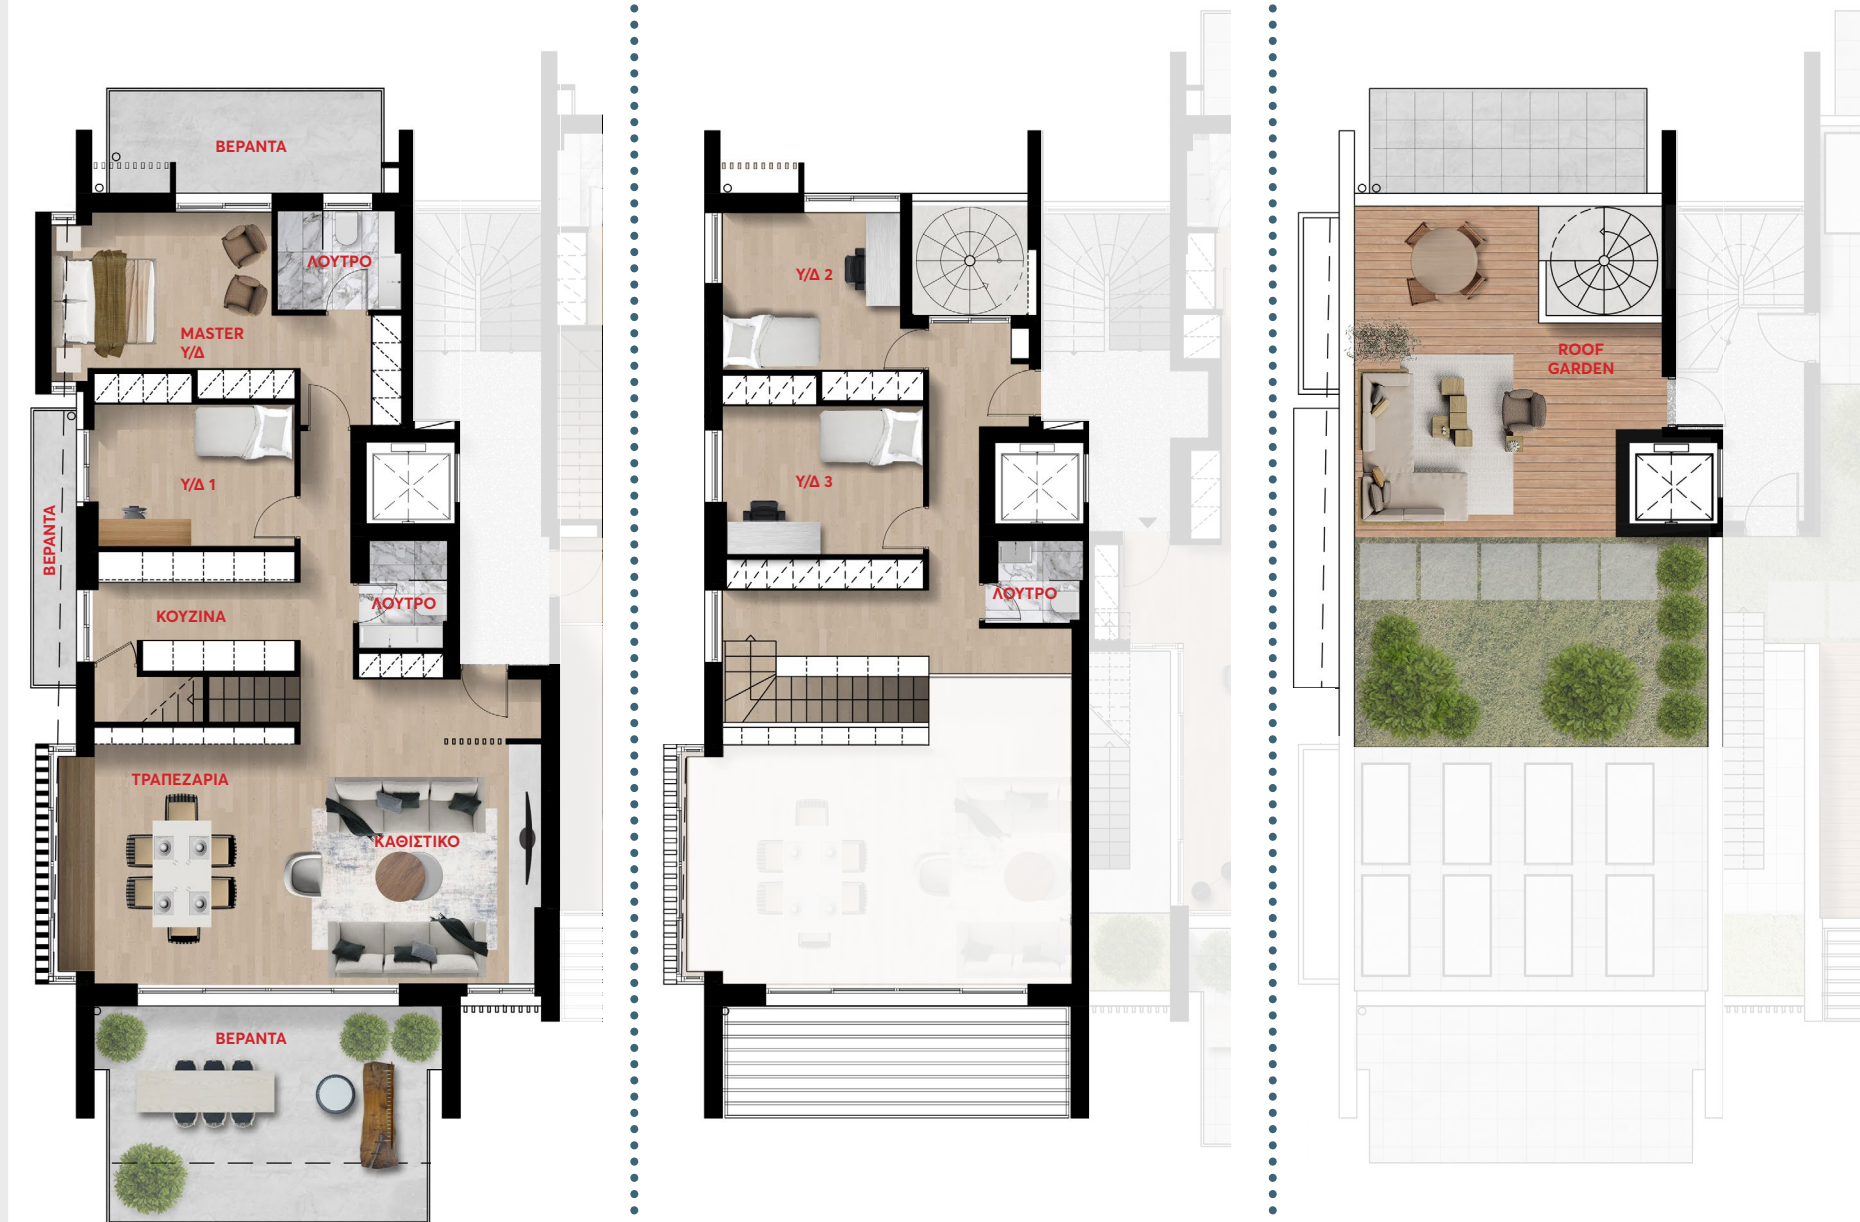 ΒΕΡΑΝΤΑ
ΛΟΥΤΡΟ
MASTER
Υ/Δ
Υ/Δ 1
ΒΕΡΑΝΤΑ
ΚΟΥΖΙΝΑ
ΛΟΥΤΡΟ
ΤΡΑΠΕΖΑΡΙΑ
ΚΑΘΙΣΤΙΚΟ
ΒΕΡΑΝΤΑ
Υ/Δ 2
Υ/Δ 3
ΛΟΥΤΡΟ
ROOF
GARDEN